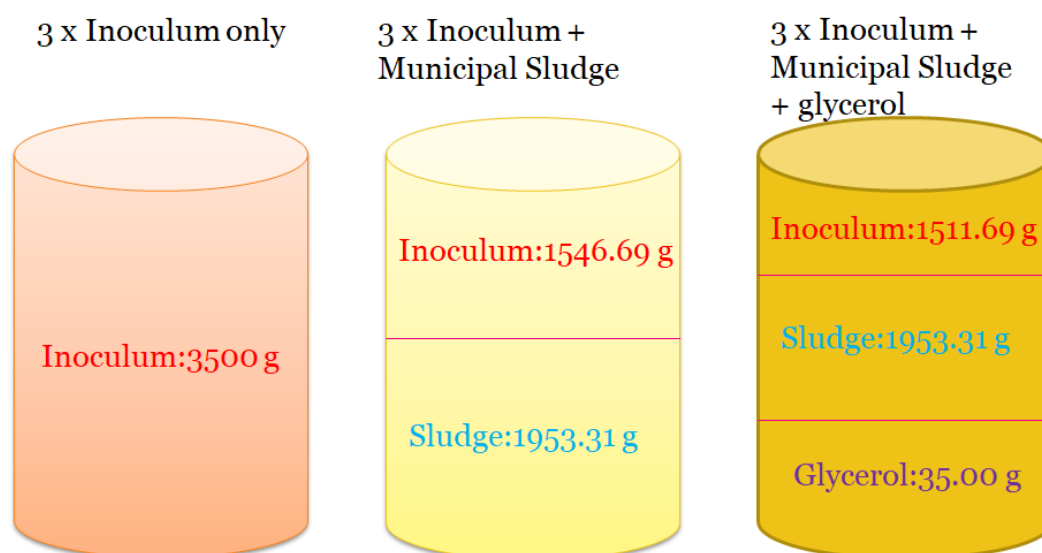 3 x Inoculum only
3 x Inoculum +
Municipal Sludge
3 x Inoculum +
Municipal Sludge
+ glycerol
Inoculum:3500 g
Inoculum:1546.69 g
Sludge:1953.31 g
Inoculum:1511.69 g
Sludge:1953.31 g
Glycerol:35.00 g